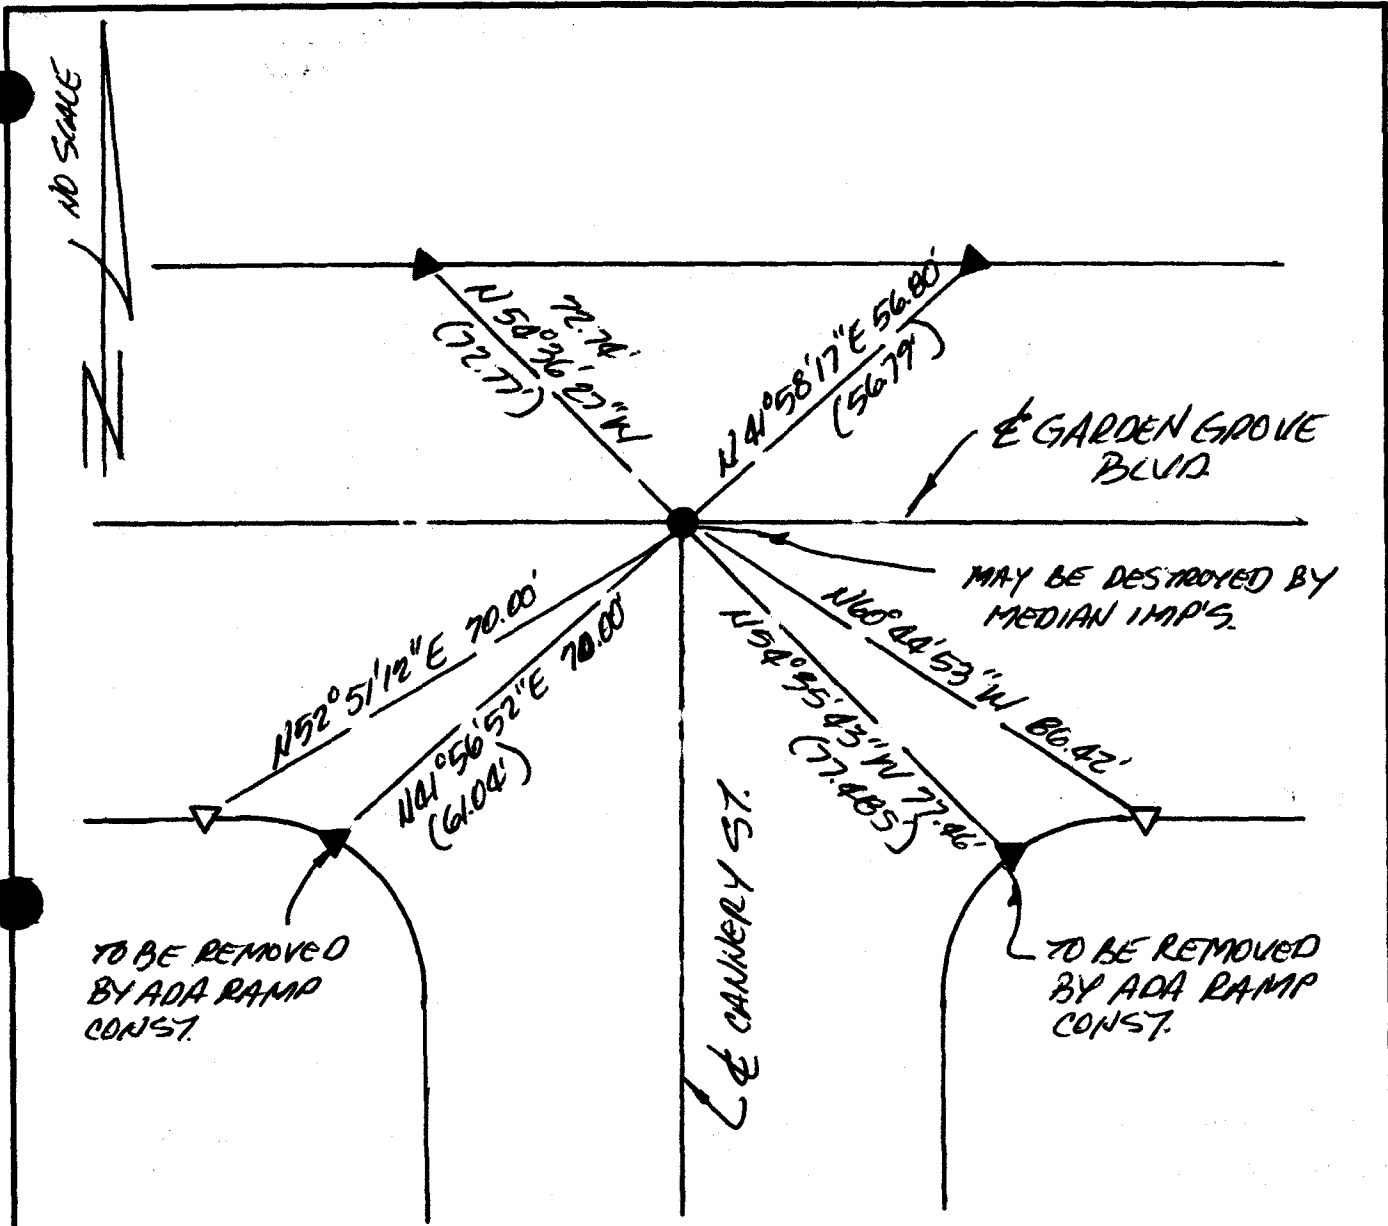 NO SCALE
N
72.74'
N54°36'27"W
(72.77')
N41°58'17"E 56.80'
(56.79')
℄ GARDEN GROVE
BLVD.
MAY BE DESTROYED BY
MEDIAN IMP'S.
N52°51'12"E 70.00'
N41°56'52"E 70.00'
(61.04')
N60°44'53"W 86.42'
N54°35'43"W 77.46'
(77.485')
℄ CANNERY ST.
TO BE REMOVED
BY ADA RAMP
CONST.
TO BE REMOVED
BY ADA RAMP
CONST.